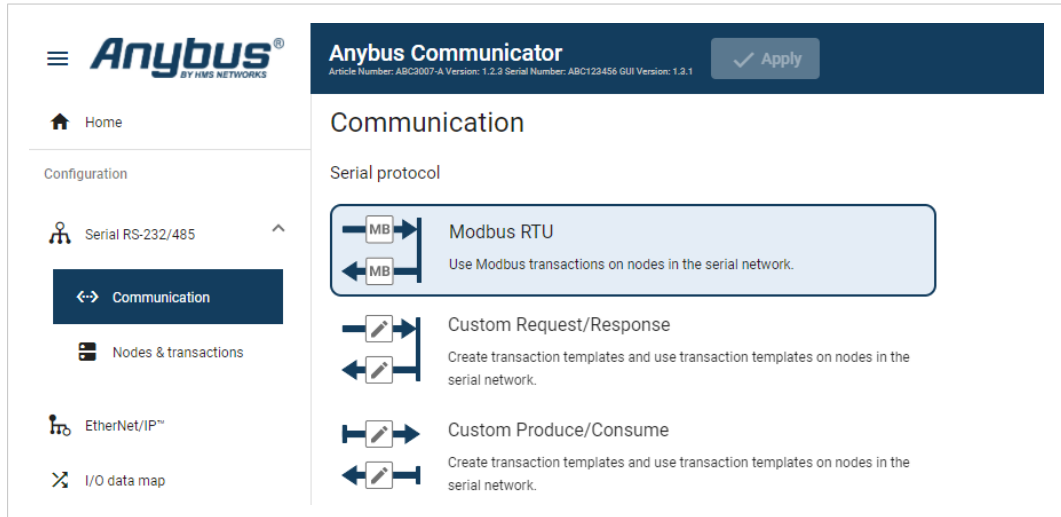 Anybus®
BY HMS NETWORKS
Anybus Communicator
Article Number: ABC3007-A Version: 1.2.3 Serial Number: ABC123456 GUI Version: 1.3.1
Apply
Home
Configuration
Serial RS-232/485
Communication
Nodes & transactions
EtherNet/IP™
I/O data map
Communication
Serial protocol
MB
MB
Modbus RTU
Use Modbus transactions on nodes in the serial network.
Custom Request/Response
Create transaction templates and use transaction templates on nodes in the
serial network.
Custom Produce/Consume
Create transaction templates and use transaction templates on nodes in the
serial network.